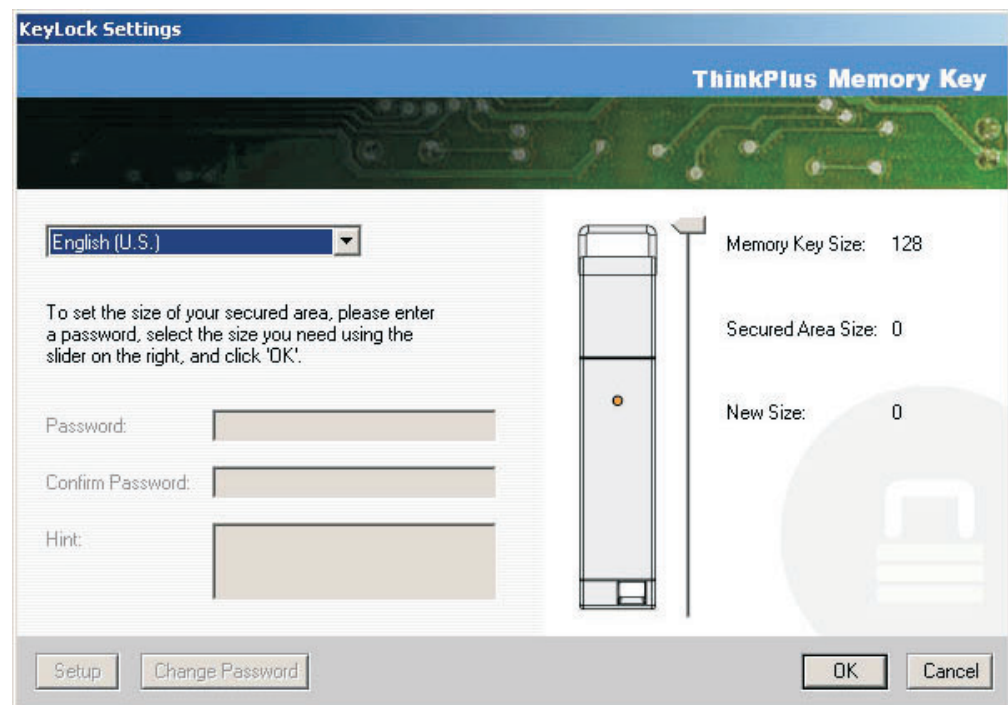 KeyLock Settings
ThinkPlus Memory Key
English (U.S.)
To set the size of your secured area, please enter
a password, select the size you need using the
slider on the right, and click 'OK'.
Password:
Confirm Password:
Hint:
Memory Key Size: 128
Secured Area Size: 0
New Size: 0
Setup
Change Password
OK
Cancel